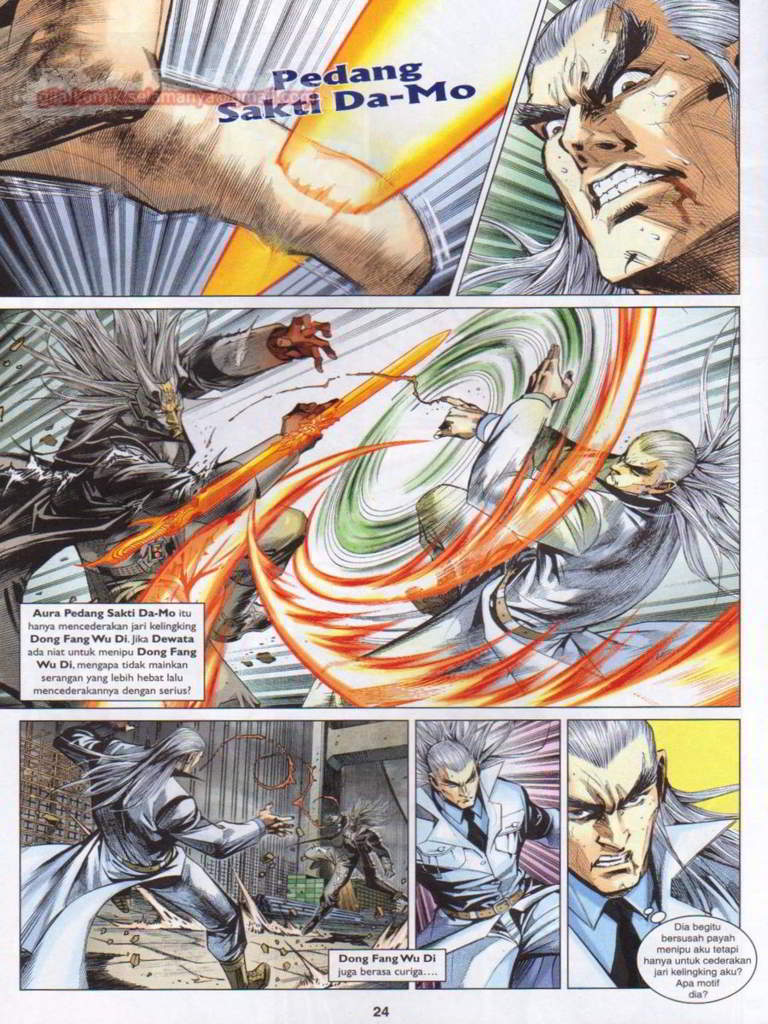 Pedang
Sakti Da-Mo
Aura Pedang Sakti Da-Mo itu
hanya mencederakan jari kelingking
Dong Fang Wu Di. Jika Dewata
ada niat untuk menipu Dong Fang
Wu Di, mengapa tidak mainkan
serangan yang lebih hebat lalu
mencederakannya dengan serius?
Dong Fang Wu Di
juga berasa curiga....
Dia begitu
bersusah payah
menipu aku tetapi
hanya untuk cederakan
jari kelingking aku?
Apa motif
dia?
24